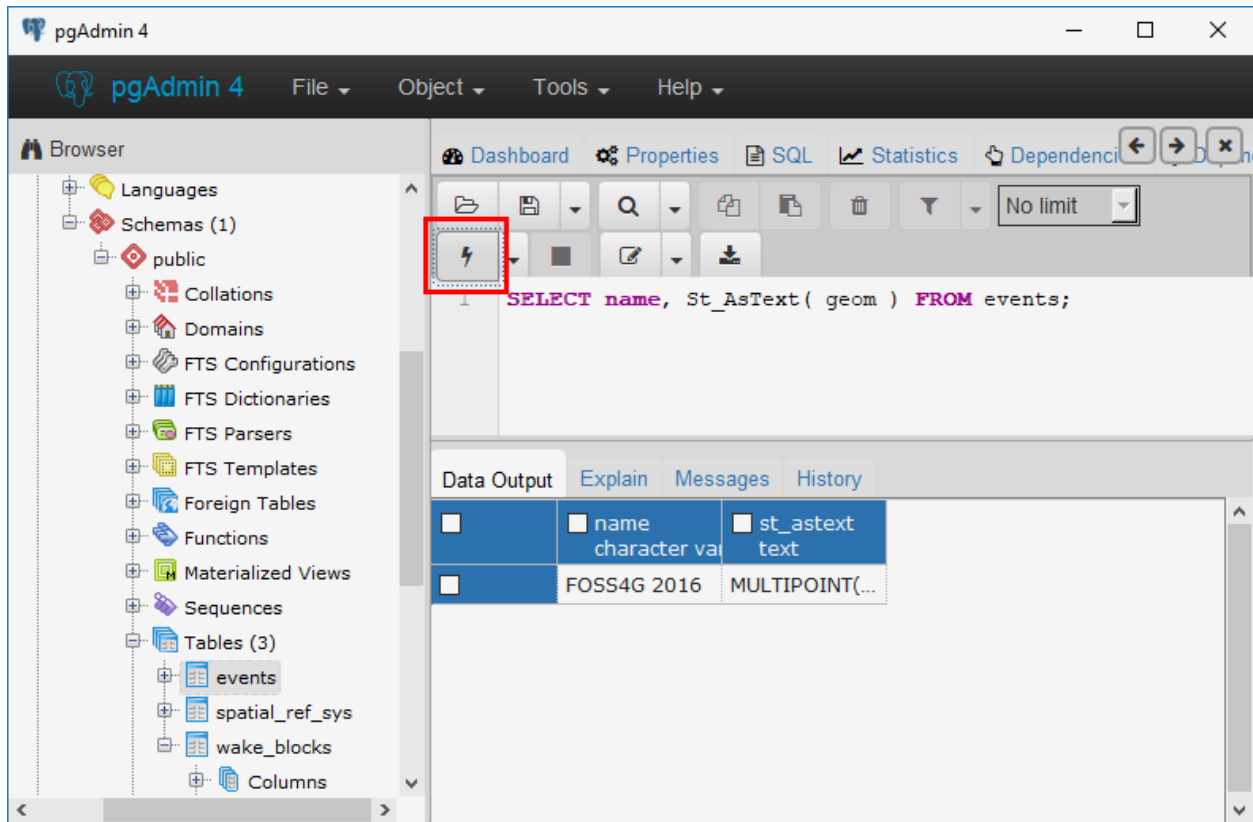 pgAdmin 4
pgAdmin 4 File Object Tools Help
Browser
Dashboard Properties SQL Statistics Dependenci
Languages
Schemas (1)
public
Collations
Domains
FTS Configurations
FTS Dictionaries
FTS Parsers
FTS Templates
Foreign Tables
Functions
Materialized Views
Sequences
Tables (3)
events
spatial_ref_sys
wake_blocks
Columns
No limit
1 SELECT name, St_AsText( geom ) FROM events;
Data Output Explain Messages History
name st_astext
character var text
FOSS4G 2016 MULTIPOINT(...